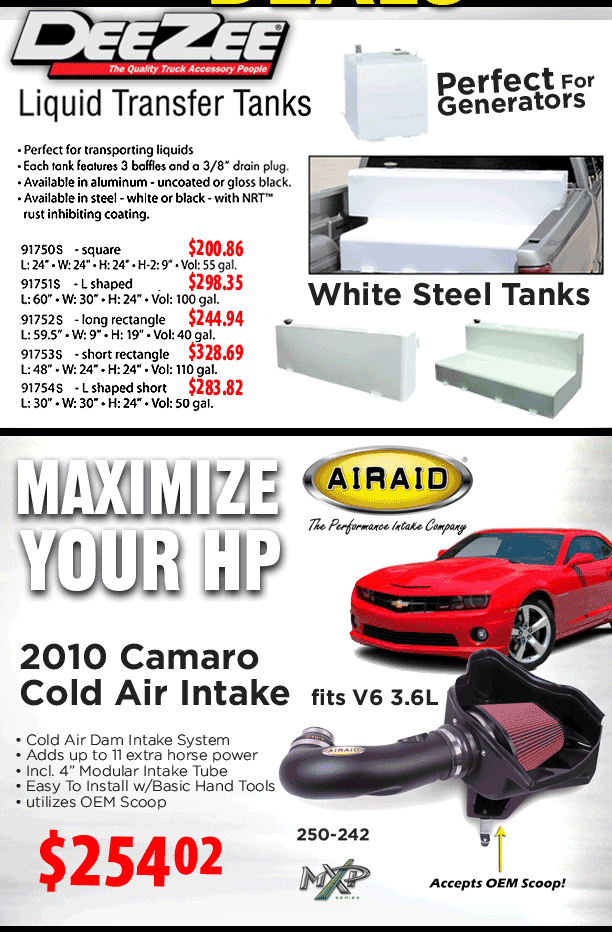 DEALS
DEEZEE®
The Quality Truck Accessory People
Liquid Transfer Tanks
Perfect For
Generators
• Perfect for transporting liquids
• Each tank features 3 baffles and a 3/8" drain plug.
• Available in aluminum - uncoated or gloss black.
• Available in steel - white or black - with NRT™
rust inhibiting coating.
91750S - square $200.86
L: 24" • W: 24" • H: 24" • H-2: 9" • Vol: 55 gal.
91751S - L shaped $298.35
L: 60" • W: 30" • H: 24" • Vol: 100 gal.
91752S - long rectangle $244.94
L: 59.5" • W: 9" • H: 19" • Vol: 40 gal.
91753S - short rectangle $328.69
L: 48" • W: 24" • H: 24" • Vol: 110 gal.
91754S - L shaped short $283.82
L: 30" • W: 30" • H: 24" • Vol: 50 gal.
White Steel Tanks
MAXIMIZE
YOUR HP
AIRAID®
The Performance Intake Company
2010 Camaro
Cold Air Intake fits V6 3.6L
• Cold Air Dam Intake System
• Adds up to 11 extra horse power
• Incl. 4" Modular Intake Tube
• Easy To Install w/Basic Hand Tools
• utilizes OEM Scoop
AIRAID
$25402
250-242
MXP
SERIES
Accepts OEM Scoop!